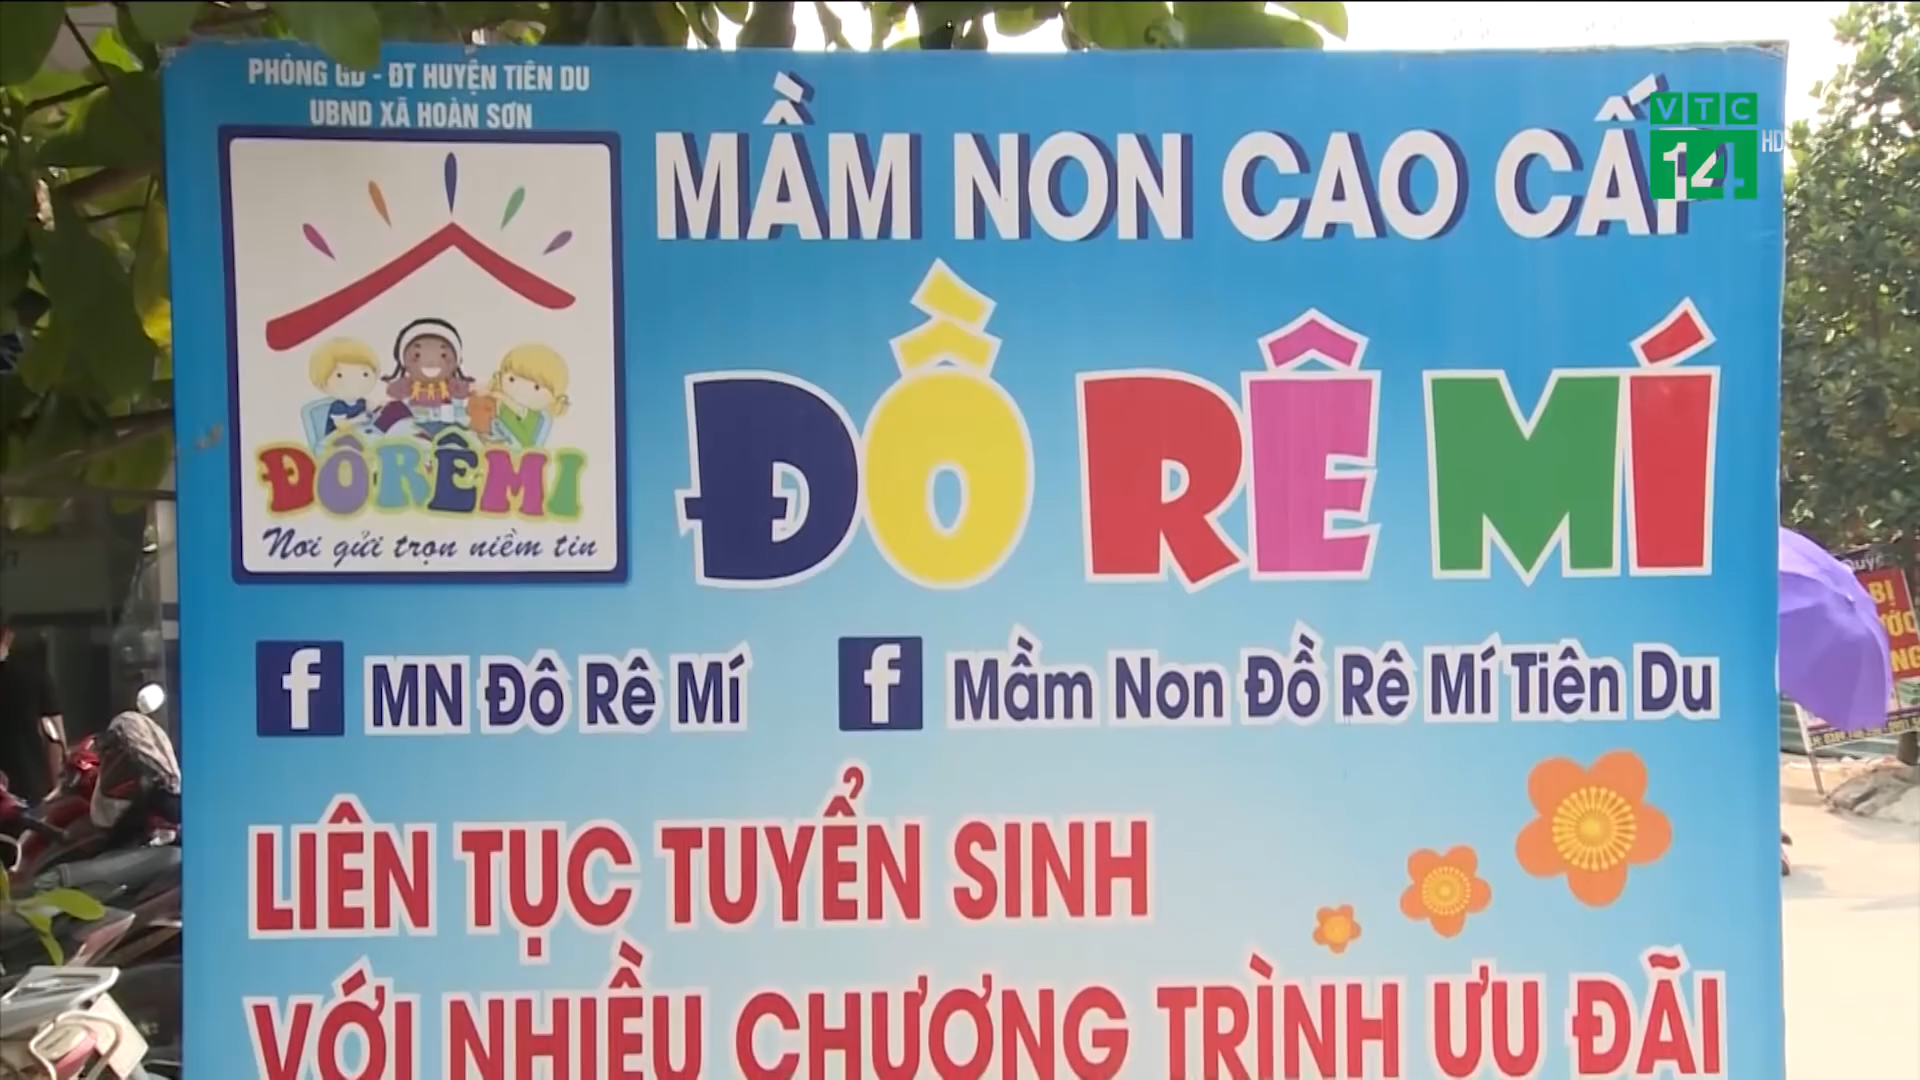 PHÒNG GD - ĐT HUYỆN TIÊN DU
UBND XÃ HOÀN SƠN
MẦM NON CAO CẤP
VTC
14
HD
ĐỒ RÊ MÍ
ĐÔRÊMI
Nơi gửi trọn niềm tin
MN Đô Rê Mí
Mầm Non Đồ Rê Mí Tiên Du
LIÊN TỤC TUYỂN SINH
VỚI NHIỀU CHƯƠNG TRÌNH ƯU ĐÃI
BỊ